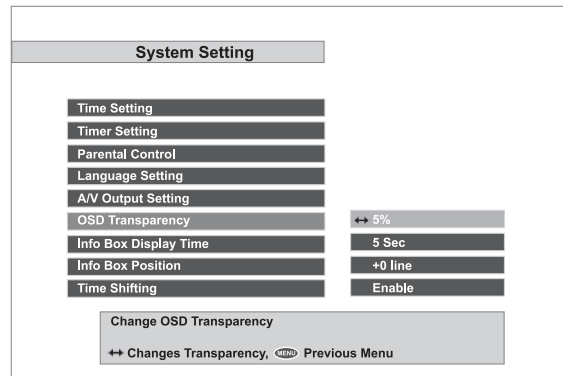 System Setting
Time Setting
Timer Setting
Parental Control
Language Setting
A/V Output Setting
OSD Transparency ↔ 5%
Info Box Display Time 5 Sec
Info Box Position +0 line
Time Shifting Enable
Change OSD Transparency
↔ Changes Transparency, MENU Previous Menu